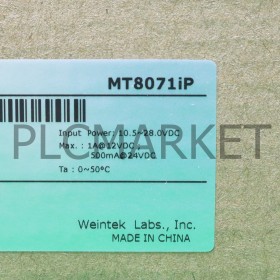 MT8071iP
Input Power: 10.5~28.0VDC
Max. : 1A@12VDC
500mA@24VDC
PLCMARKET
Ta : 0~50°C
Weintek Labs., Inc.
MADE IN CHINA